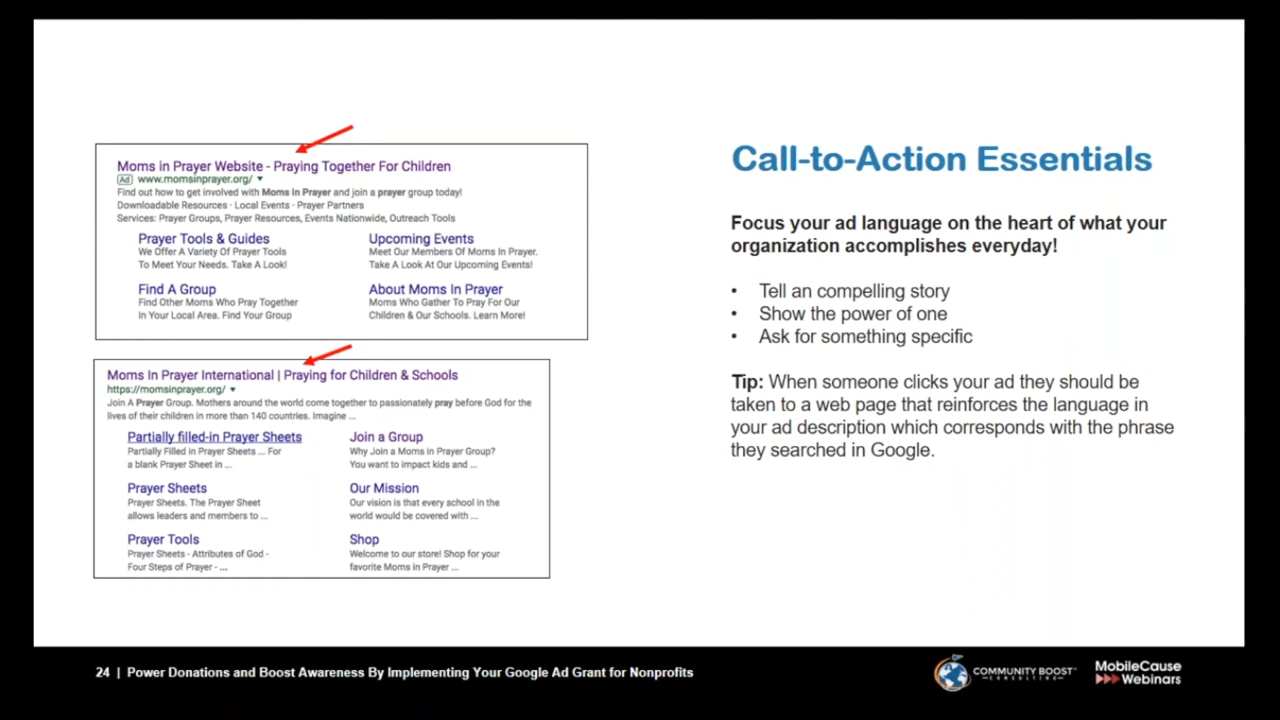 Moms in Prayer Website - Praying Together For Children
Ad www.momsinprayer.org/
Find out how to get involved with Moms In Prayer and join a prayer group today!
Downloadable Resources · Local Events · Prayer Partners
Services: Prayer Groups, Prayer Resources, Events Nationwide, Outreach Tools
Prayer Tools & Guides
We Offer A Variety Of Prayer Tools
To Meet Your Needs. Take A Look!
Upcoming Events
Meet Our Members Of Moms In Prayer.
Take A Look At Our Upcoming Events!
Find A Group
Find Other Moms Who Pray Together
In Your Local Area. Find Your Group
About Moms In Prayer
Moms Who Gather To Pray For Our
Children & Our Schools. Learn More!
Moms In Prayer International | Praying for Children & Schools
https://momsinprayer.org/
Join A Prayer Group. Mothers around the world come together to passionately pray before God for the
lives of their children in more than 140 countries. Imagine ...
Partially filled-in Prayer Sheets
Partially Filled in Prayer Sheets ... For
a blank Prayer Sheet in ...
Join a Group
Why Join a Moms in Prayer Group?
You want to impact kids and ...
Prayer Sheets
Prayer Sheets. The Prayer Sheet
allows leaders and members to ...
Our Mission
Our vision is that every school in the
world would be covered with ...
Prayer Tools
Prayer Sheets - Attributes of God -
Four Steps of Prayer - ...
Shop
Welcome to our store! Shop for your
favorite Moms in Prayer ...
Call-to-Action Essentials
Focus your ad language on the heart of what your
organization accomplishes everyday!
• Tell an compelling story
• Show the power of one
• Ask for something specific
Tip: When someone clicks your ad they should be
taken to a web page that reinforces the language in
your ad description which corresponds with the phrase
they searched in Google.
24 | Power Donations and Boost Awareness By Implementing Your Google Ad Grant for Nonprofits
COMMUNITY BOOST
CONSULTING
MobileCause
Webinars